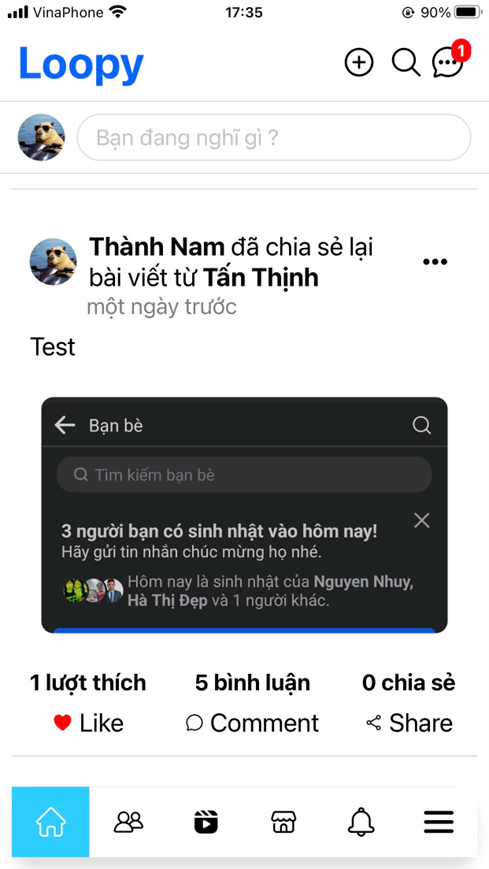 VinaPhone 17:35 90%
Loopy 1
Bạn đang nghĩ gì ?
Thành Nam đã chia sẻ lại
bài viết từ Tấn Thịnh
một ngày trước
Test
Bạn bè
Tìm kiếm bạn bè
3 người bạn có sinh nhật vào hôm nay!
Hãy gửi tin nhắn chúc mừng họ nhé.
Hôm nay là sinh nhật của Nguyen Nhuy,
Hà Thị Đẹp và 1 người khác.
1 lượt thích 5 bình luận 0 chia sẻ
Like Comment Share